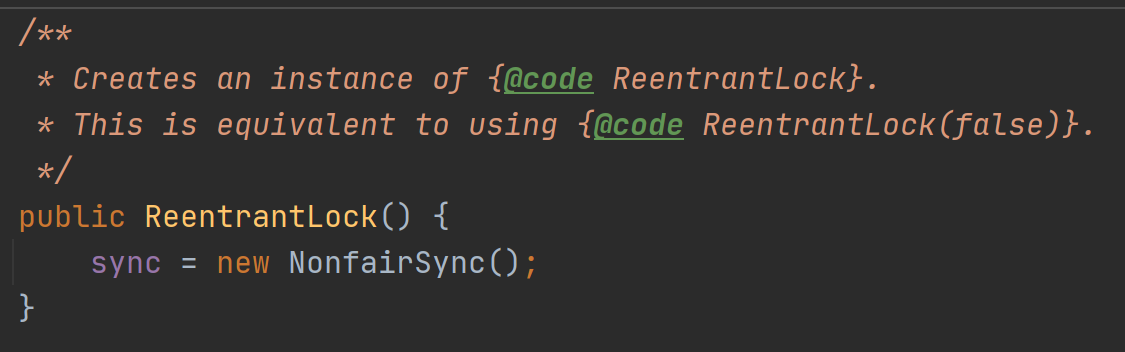 /**
 * Creates an instance of {@code ReentrantLock}.
 * This is equivalent to using {@code ReentrantLock(false)}.
 */
public ReentrantLock() {
    sync = new NonfairSync();
}